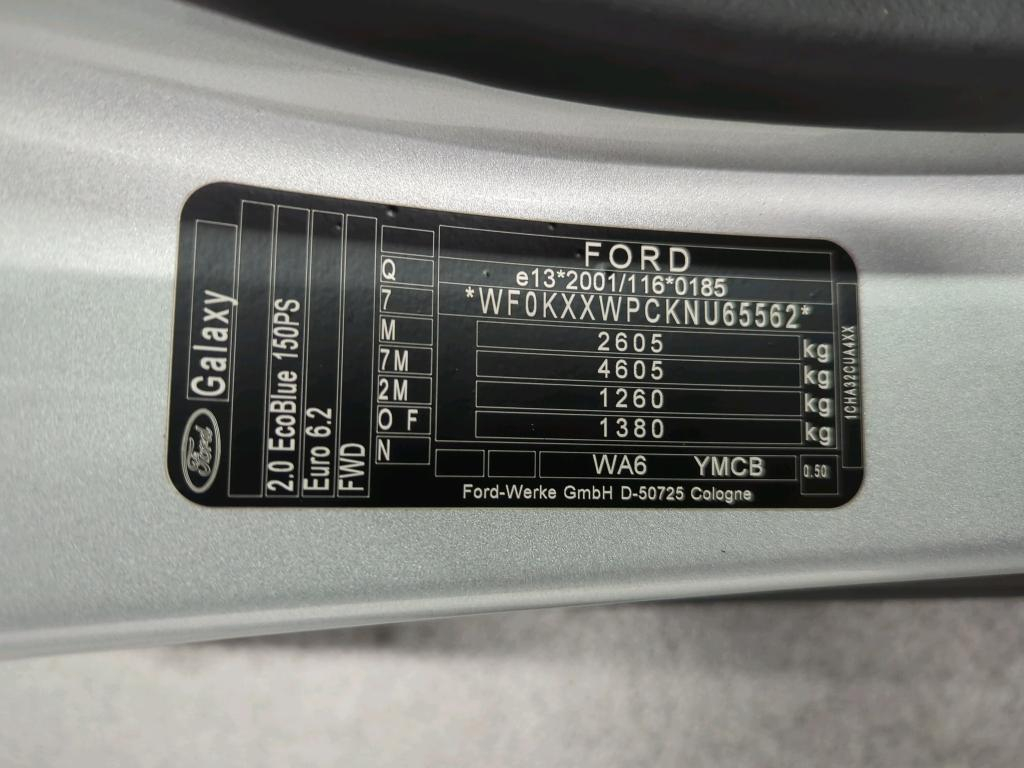 Ford
Galaxy
2.0 EcoBlue 150PS
Euro 6.2
FWD
Q
7
M
7M
2M
O F
N
FORD
e13*2001/116*0185
*WF0KXXWPCKNU65562*
2605 kg
4605 kg
1260 kg
1380 kg
WA6 YMCB 0.50
Ford-Werke GmbH D-50725 Cologne
1CHA32CUA4XX